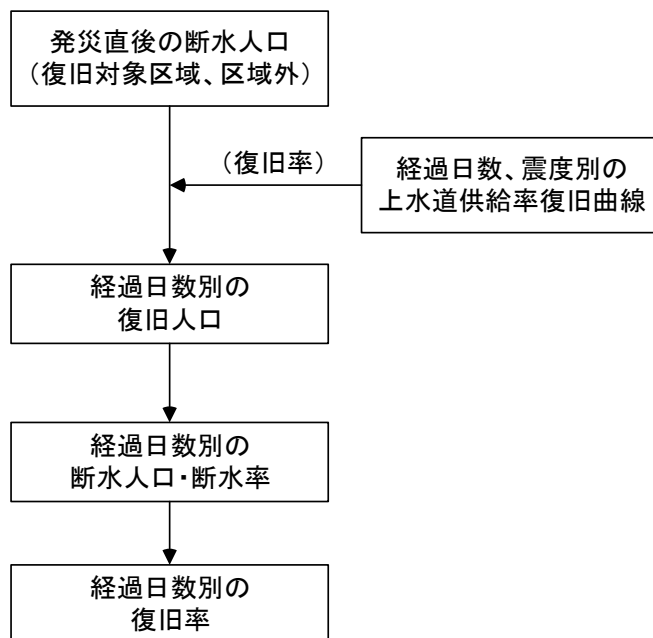 発災直後の断水人口
（復旧対象区域、区域外）
（復旧率）
経過日数、震度別の
上水道供給率復旧曲線
経過日数別の
復旧人口
経過日数別の
断水人口・断水率
経過日数別の
復旧率